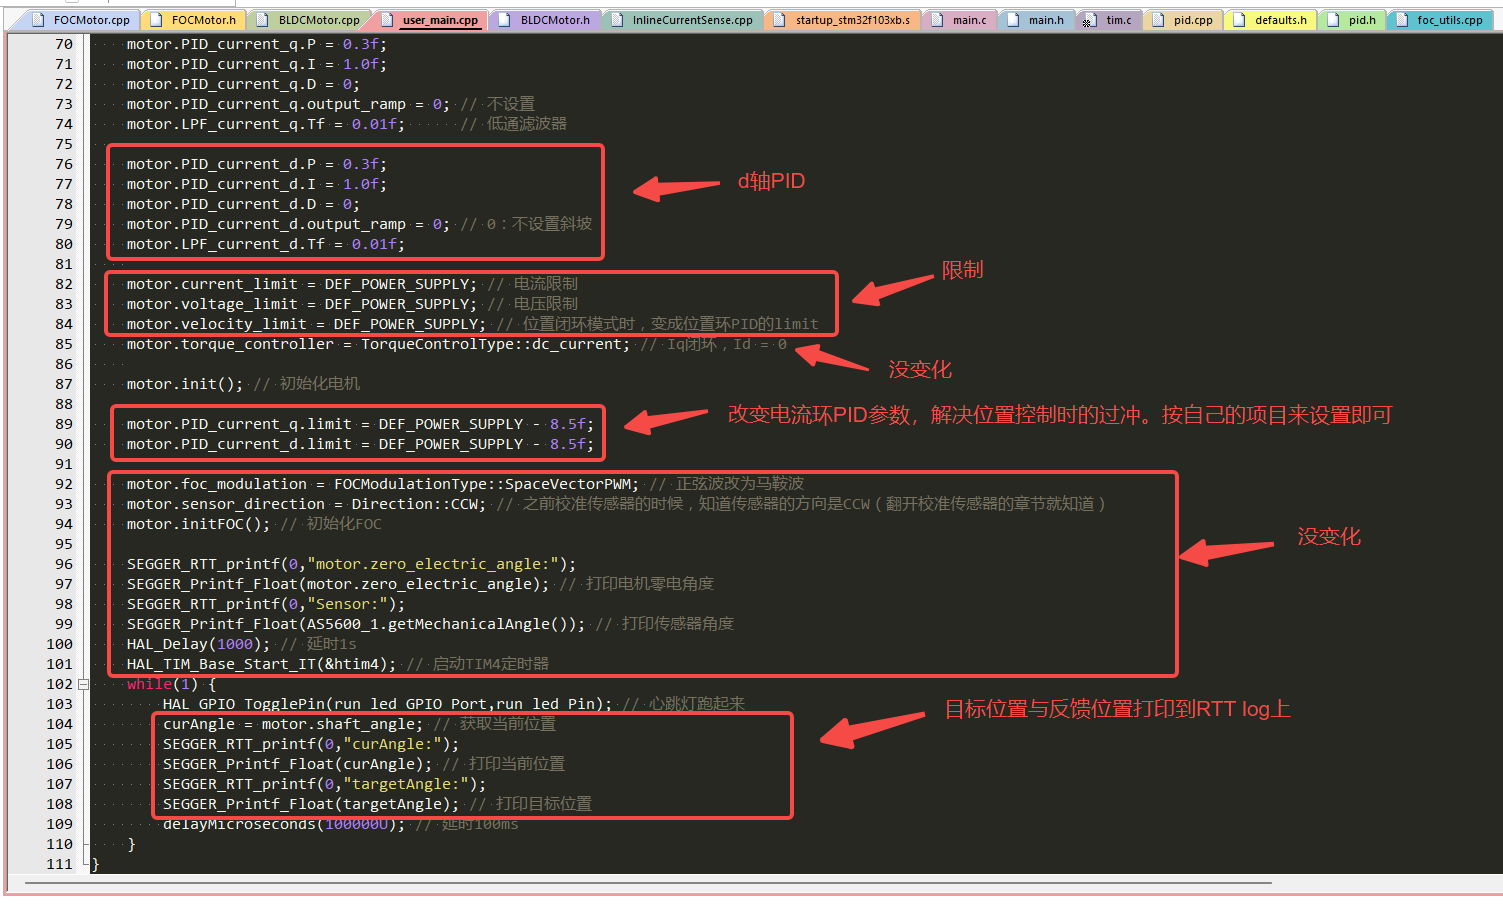 FOCMotor.cpp FOCMotor.h BLDCMotor.cpp user_main.cpp BLDCMotor.h InlineCurrentSense.cpp startup_stm32f103xb.s main.c main.h tim.c pid.cpp defaults.h pid.h foc_utils.cpp
70 motor.PID_current_q.P = 0.3f;
71 motor.PID_current_q.I = 1.0f;
72 motor.PID_current_q.D = 0;
73 motor.PID_current_q.output_ramp = 0; // 不设置
74 motor.LPF_current_q.Tf = 0.01f; // 低通滤波器
75
76 motor.PID_current_d.P = 0.3f;
77 motor.PID_current_d.I = 1.0f; d轴PID
78 motor.PID_current_d.D = 0;
79 motor.PID_current_d.output_ramp = 0; // 0：不设置斜坡
80 motor.LPF_current_d.Tf = 0.01f;
81
限制
82 motor.current_limit = DEF_POWER_SUPPLY; // 电流限制
83 motor.voltage_limit = DEF_POWER_SUPPLY; // 电压限制
84 motor.velocity_limit = DEF_POWER_SUPPLY; // 位置闭环模式时，变成位置环PID的limit
85 motor.torque_controller = TorqueControlType::dc_current; // Iq闭环，Id = 0
86 没变化
87 motor.init(); // 初始化电机
88
改变电流环PID参数，解决位置控制时的过冲。按自己的项目来设置即可
89 motor.PID_current_q.limit = DEF_POWER_SUPPLY - 8.5f;
90 motor.PID_current_d.limit = DEF_POWER_SUPPLY - 8.5f;
91
92 motor.foc_modulation = FOCModulationType::SpaceVectorPWM; // 正弦波改为马鞍波
93 motor.sensor_direction = Direction::CCW; // 之前校准传感器的时候，知道传感器的方向是CCW（翻开校准传感器的章节就知道）
94 motor.initFOC(); // 初始化FOC
95 没变化
96 SEGGER_RTT_printf(0,"motor.zero_electric_angle:");
97 SEGGER_Printf_Float(motor.zero_electric_angle); // 打印电机零电角度
98 SEGGER_RTT_printf(0,"Sensor:");
99 SEGGER_Printf_Float(AS5600_1.getMechanicalAngle()); // 打印传感器角度
100 HAL_Delay(1000); // 延时1s
101 HAL_TIM_Base_Start_IT(&htim4); // 启动TIM4定时器
102 while(1) {
103 HAL_GPIO_TogglePin(run_led_GPIO_Port,run_led_Pin); // 心跳灯跑起来
目标位置与反馈位置打印到RTT log上
104 curAngle = motor.shaft_angle; // 获取当前位置
105 SEGGER_RTT_printf(0,"curAngle:");
106 SEGGER_Printf_Float(curAngle); // 打印当前位置
107 SEGGER_RTT_printf(0,"targetAngle:");
108 SEGGER_Printf_Float(targetAngle); // 打印目标位置
109 delayMicroseconds(100000U); // 延时100ms
110 }
111 }